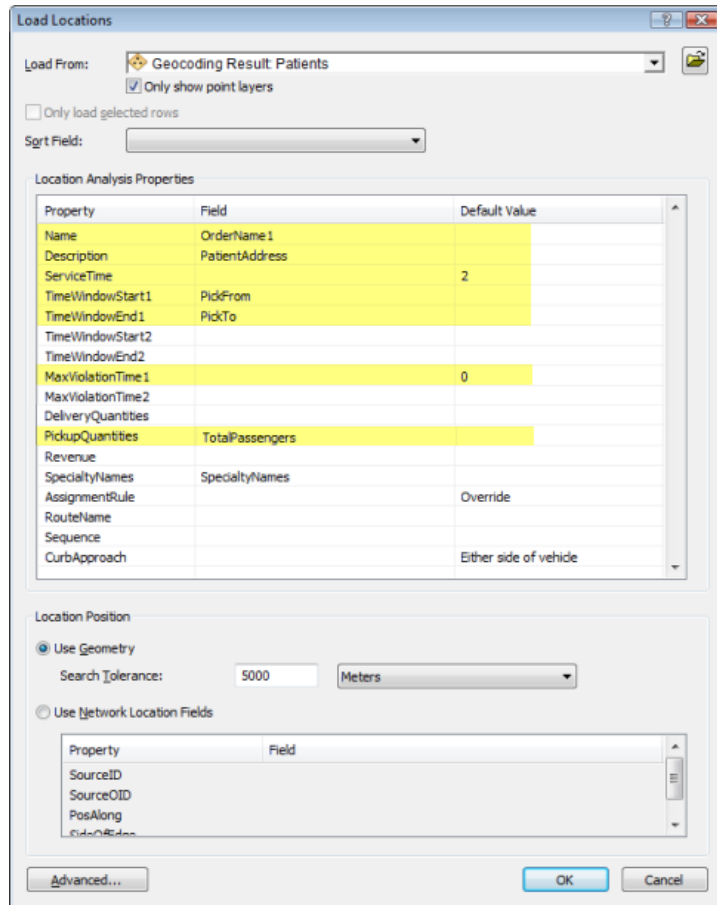 Load Locations
Load From: Geocoding Result: Patients
Only show point layers
Only load selected rows
Sort Field:
Location Analysis Properties
Property Field Default Value
Name OrderName1
Description PatientAddress
ServiceTime 2
TimeWindowStart1 PickFrom
TimeWindowEnd1 PickTo
TimeWindowStart2
TimeWindowEnd2
MaxViolationTime1 0
MaxViolationTime2
DeliveryQuantities
PickupQuantities TotalPassengers
Revenue
SpecialtyNames SpecialtyNames
AssignmentRule Override
RouteName
Sequence
CurbApproach Either side of vehicle
Location Position
Use Geometry
Search Tolerance: 5000 Meters
Use Network Location Fields
Property Field
SourceID
SourceOID
PosAlong
SideOfEdge
Advanced... OK Cancel